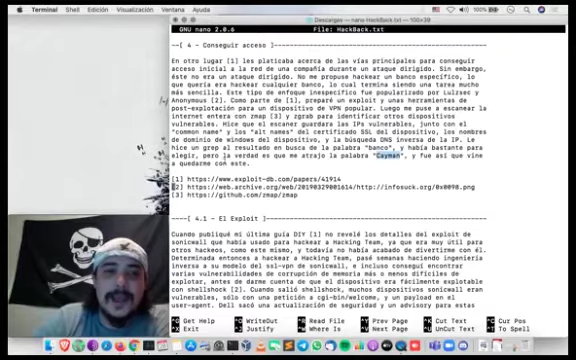 Terminal Shell Edición Visualización Ventana Ayuda 100%
Descargas — nano HackBack.txt — 100×39
GNU nano 2.0.6 File: HackBack.txt
--[ 4 - Conseguir acceso ]
En otro lugar [1] les platicaba acerca de las vías principales para conseguir
acceso inicial a la red de una compañía durante un ataque dirigido. Sin embargo,
éste no era un ataque dirigido. No me propuse hackear un banco específico, lo
que quería era hackear cualquier banco, lo cual termina siendo una tarea mucho
más sencilla. Este tipo de enfoque inespecífico fue popularizado por Lulzsec y
Anonymous [2]. Como parte de [1], preparé un exploit y unas herramientas de
post-explotación para un dispositivo de VPN popular. Luego me puse a escanear la
internet entera con zmap [3] y zgrab para identificar otros dispositivos
vulnerables. Hice que el escaner guardara las IPs vulnerables, junto con el
"common name" y los "alt names" del certificado SSL del dispositivo, los nombres
de dominio de windows del dispositivo, y la búsqueda DNS inversa de la IP. Le
hice un grep al resultado en busca de la palabra "banco", y había bastante para
elegir, pero la verdad es que me atrajo la palabra "Cayman", y fue así que vine
a quedarme con este.
[1] https://www.exploit-db.com/papers/41914
[2] https://web.archive.org/web/20190329001614/http://infosuck.org/0x0098.png
[3] https://github.com/zmap/zmap
----[ 4.1 - El Exploit ]
Cuando publiqué mi última guía DIY [1] no revelé los detalles del exploit de
sonicwall que había usado para hackear a Hacking Team, ya que era muy útil para
otros hackeos, como este mismo, y todavía no había acabado de divertirme con él.
Determinada entonces a hackear a Hacking Team, pasé semanas haciendo ingeniería
inversa a su modelo del ssl-vpn de sonicwall, e incluso conseguí encontrar
varias vulnerabilidades de corrupción de memoria más o menos difíciles de
explotar, antes de darme cuenta de que el dispositivo era fácilmente explotable
con shellshock [2]. Cuando salió shellshock, muchos dispositivos sonicwall eran
vulnerables, sólo con una petición a cgi-bin/welcome, y un payload en el
user-agent. Dell sacó una actualización de seguridad y un advisory para estas
^G Get Help ^O WriteOut ^R Read File ^Y Prev Page ^K Cut Text ^C Cur Pos
^X Exit ^J Justify ^W Where Is ^V Next Page ^U UnCut Text ^T To Spell